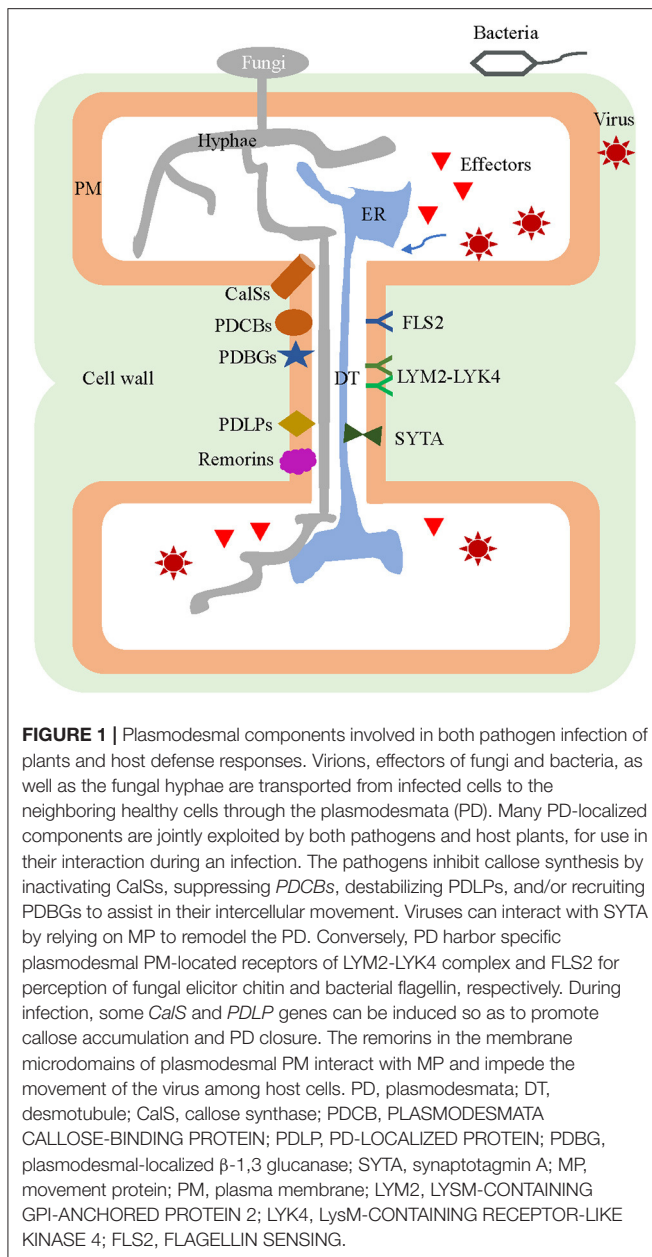 Bacteria
Fungi
Virus
Hyphae
Effectors
PM
ER
CalSs
PDCBs
FLS2
PDBGs
Cell wall
DT
LYM2-LYK4
PDLPs
SYTA
Remorins
FIGURE 1 | Plasmodesmal components involved in both pathogen infection of
plants and host defense responses. Virions, effectors of fungi and bacteria, as
well as the fungal hyphae are transported from infected cells to the
neighboring healthy cells through the plasmodesmata (PD). Many PD-localized
components are jointly exploited by both pathogens and host plants, for use in
their interaction during an infection. The pathogens inhibit callose synthesis by
inactivating CalSs, suppressing PDCBs, destabilizing PDLPs, and/or recruiting
PDBGs to assist in their intercellular movement. Viruses can interact with SYTA
by relying on MP to remodel the PD. Conversely, PD harbor specific
plasmodesmal PM-located receptors of LYM2-LYK4 complex and FLS2 for
perception of fungal elicitor chitin and bacterial flagellin, respectively. During
infection, some CalS and PDLP genes can be induced so as to promote
callose accumulation and PD closure. The remorins in the membrane
microdomains of plasmodesmal PM interact with MP and impede the
movement of the virus among host cells. PD, plasmodesmata; DT,
desmotubule; CalS, callose synthase; PDCB, PLASMODESMATA
CALLOSE-BINDING PROTEIN; PDLP, PD-LOCALIZED PROTEIN; PDBG,
plasmodesmal-localized β-1,3 glucanase; SYTA, synaptotagmin A; MP,
movement protein; PM, plasma membrane; LYM2, LYSM-CONTAINING
GPI-ANCHORED PROTEIN 2; LYK4, LysM-CONTAINING RECEPTOR-LIKE
KINASE 4; FLS2, FLAGELLIN SENSING.